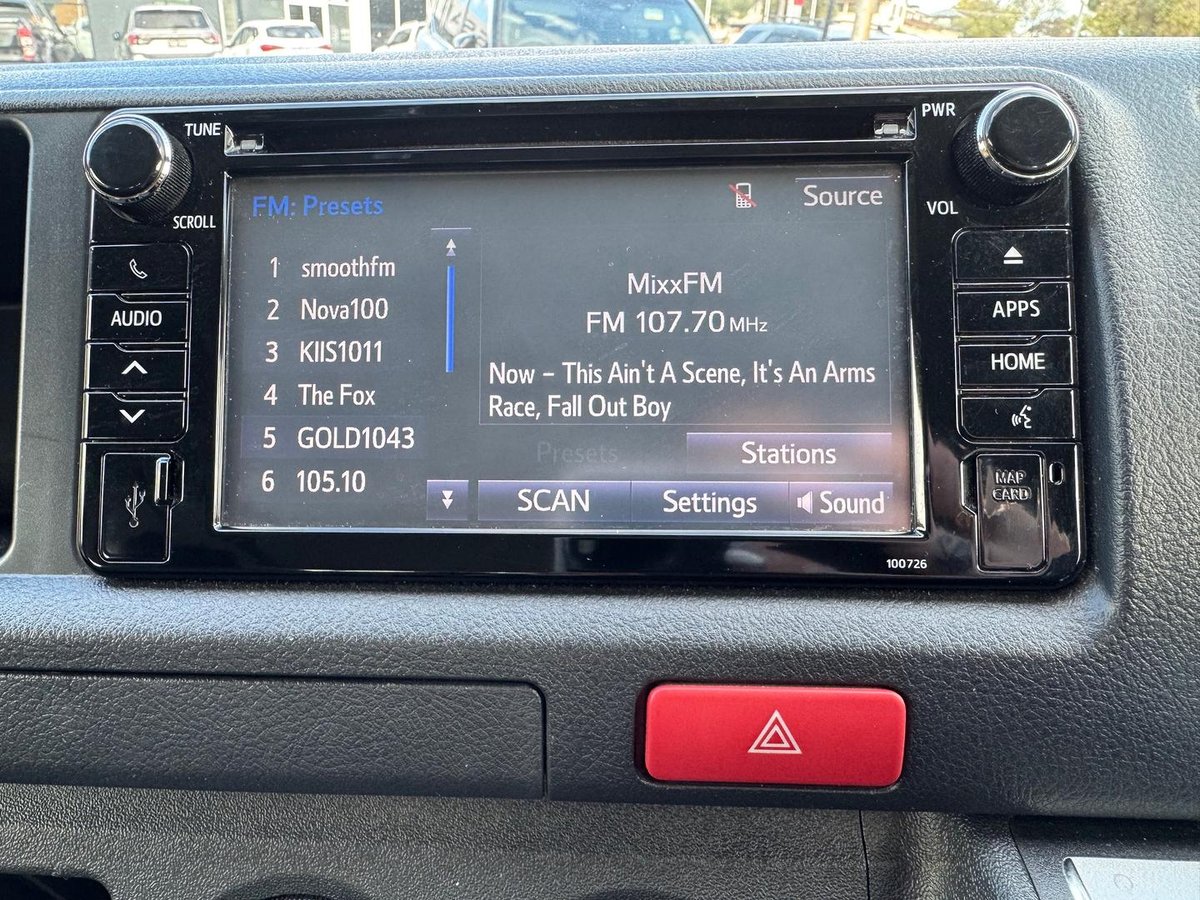 TUNE
PWR
SCROLL
VOL
FM: Presets
Source
1 smoothfm
2 Nova100
3 KIIS1011
4 The Fox
5 GOLD1043
6 105.10
MixxFM
FM 107.70 MHz
Now – This Ain't A Scene, It's An Arms
Race, Fall Out Boy
Presets
Stations
SCAN
Settings
Sound
AUDIO
APPS
HOME
MAP
CARD
100726